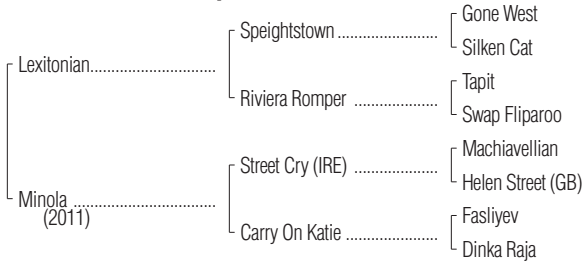 Gone West
Speightstown
Silken Cat
Lexitonian
Tapit
Riviera Romper
Swap Fliparoo
Machiavellian
Street Cry (IRE)
Helen Street (GB)
Minola
(2011)
Fasliyev
Carry On Katie
Dinka Raja